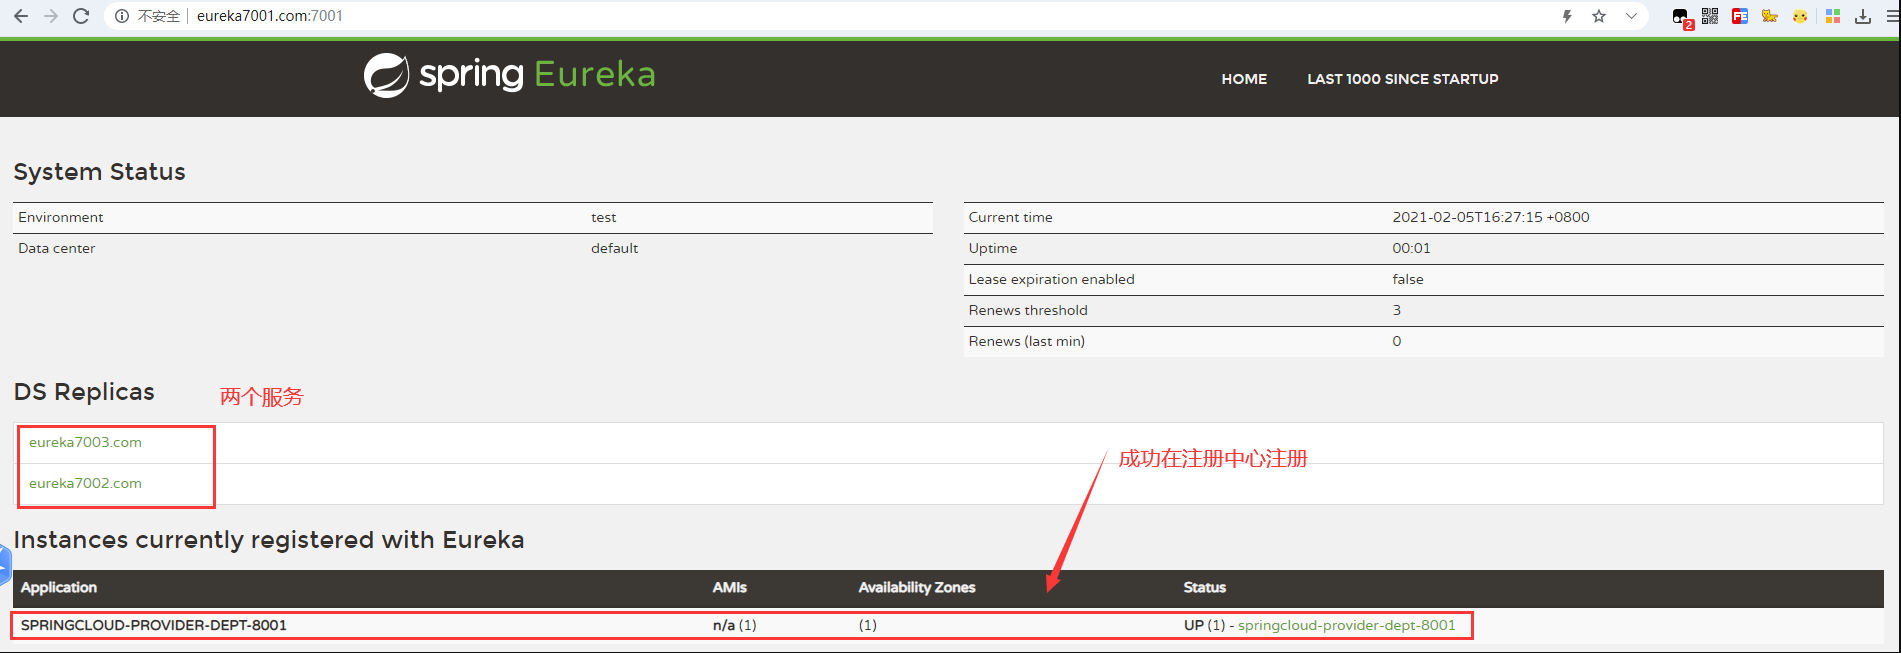 不安全 eureka7001.com:7001
2
spring Eureka
HOME LAST 1000 SINCE STARTUP
System Status
Environment test
Data center default
Current time 2021-02-05T16:27:15 +0800
Uptime 00:01
Lease expiration enabled false
Renews threshold 3
Renews (last min) 0
DS Replicas
两个服务
eureka7003.com
eureka7002.com
成功在注册中心注册
Instances currently registered with Eureka
Application AMIs Availability Zones Status
SPRINGCLOUD-PROVIDER-DEPT-8001 n/a (1) (1) UP (1) - springcloud-provider-dept-8001